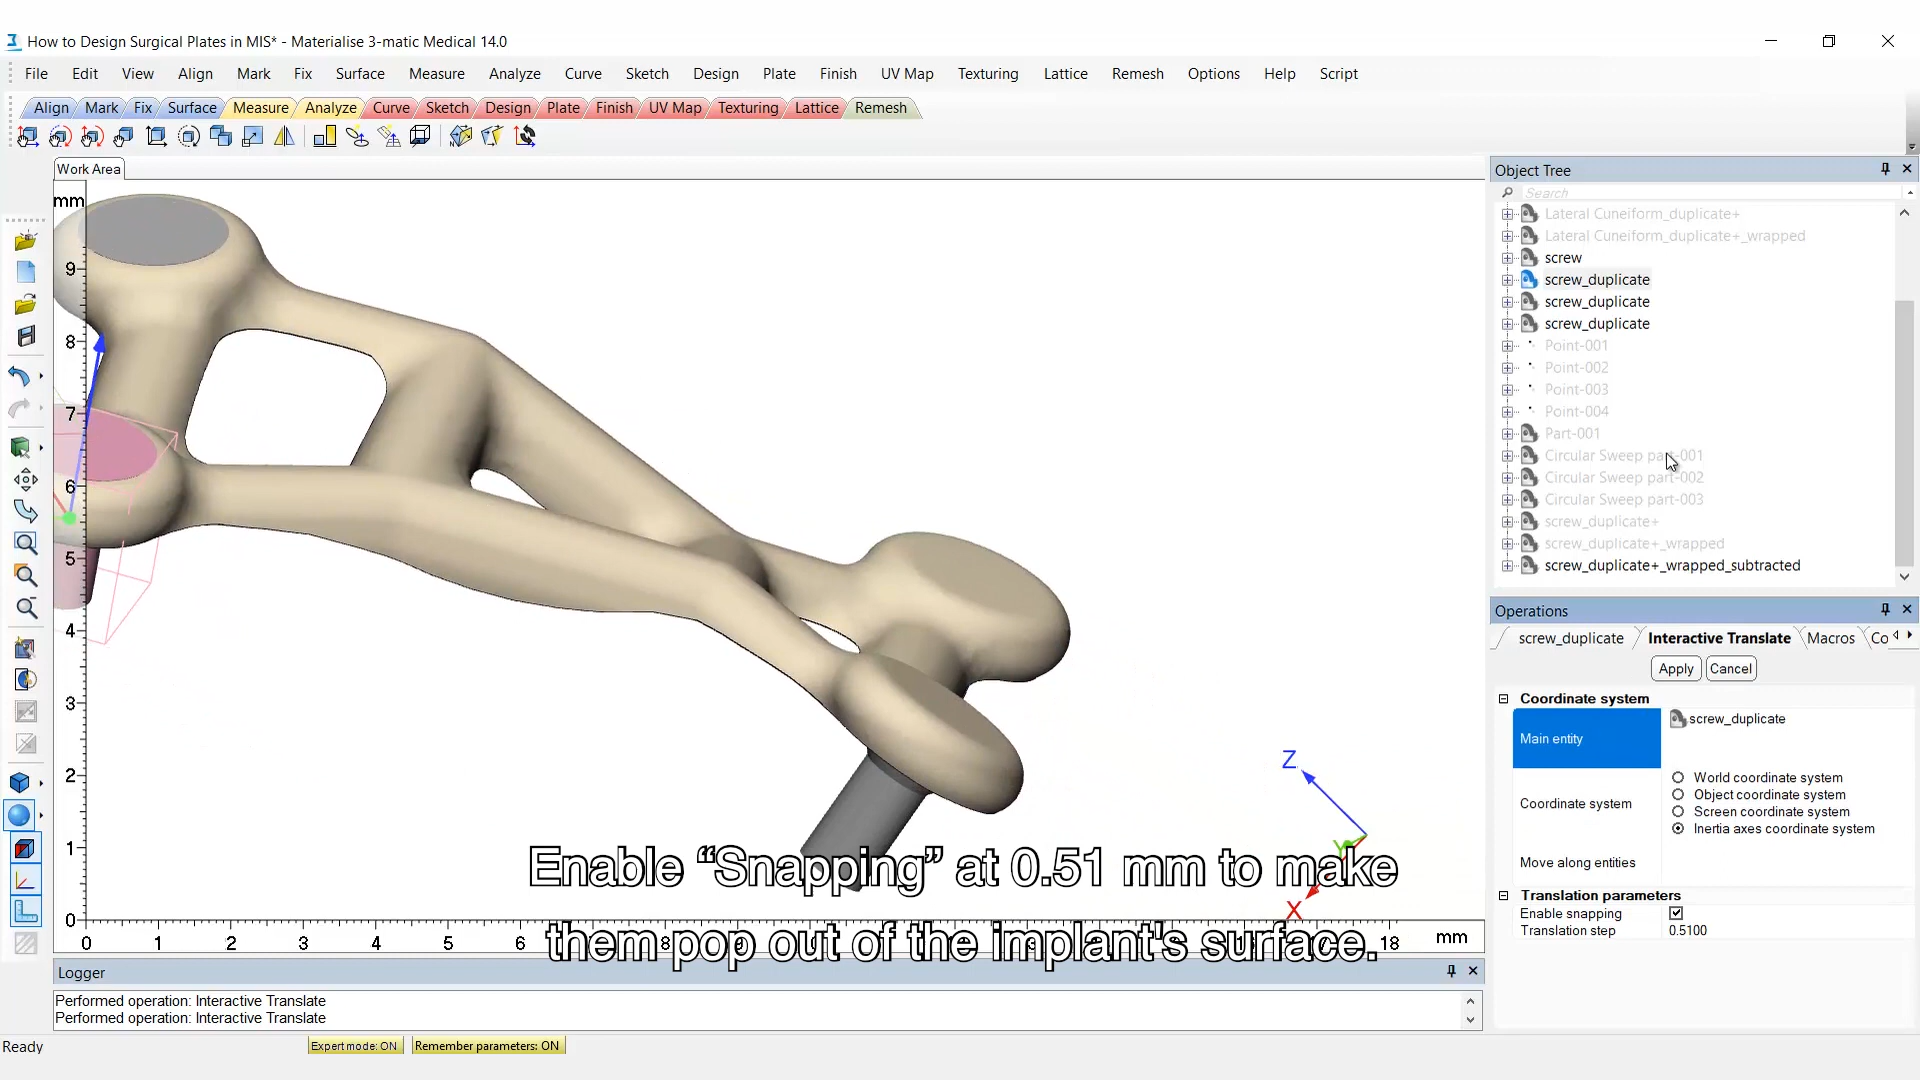 How to Design Surgical Plates in MIS* - Materialise 3-matic Medical 14.0
File Edit View Align Mark Fix Surface Measure Analyze Curve Sketch Design Plate Finish UV Map Texturing Lattice Remesh Options Help Script
Align Mark Fix Surface Measure Analyze Curve Sketch Design Plate Finish UV Map Texturing Lattice Remesh
Work Area
mm
9
8
7
6
5
4
3
2
1
0
0 1 2 3 4 5 6 18 mm
Z
Y
X
Enable “Snapping” at 0.51 mm to make
them pop out of the implant's surface.
Object Tree
Search
Lateral Cuneiform_duplicate+
Lateral Cuneiform_duplicate+_wrapped
screw
screw_duplicate
screw_duplicate
screw_duplicate
Point-001
Point-002
Point-003
Point-004
Part-001
Circular Sweep part-001
Circular Sweep part-002
Circular Sweep part-003
screw_duplicate+
screw_duplicate+_wrapped
screw_duplicate+_wrapped_subtracted
Operations
screw_duplicate Interactive Translate Macros Co
Apply Cancel
Coordinate system
Main entity screw_duplicate
Coordinate system
World coordinate system
Object coordinate system
Screen coordinate system
Inertia axes coordinate system
Move along entities
Translation parameters
Enable snapping
Translation step 0.5100
Logger
Performed operation: Interactive Translate
Performed operation: Interactive Translate
Ready Expert mode: ON Remember parameters: ON